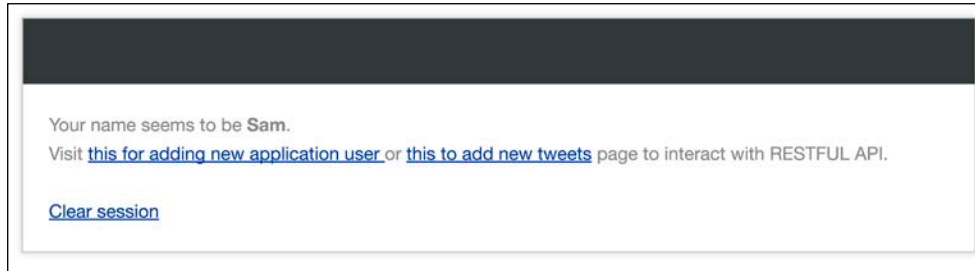 Your name seems to be Sam.
Visit this for adding new application user or this to add new tweets page to interact with RESTFUL API.
Clear session